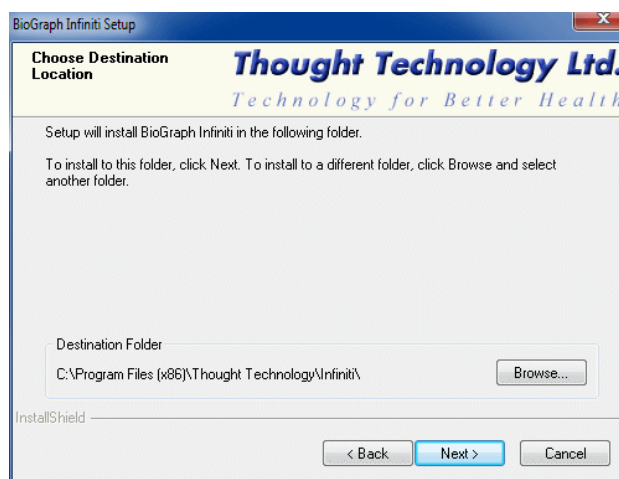 BioGraph Infiniti Setup
Choose Destination
Location
Thought Technology Ltd.
Technology for Better Health
Setup will install BioGraph Infiniti in the following folder.
To install to this folder, click Next. To install to a different folder, click Browse and select
another folder.
Destination Folder
C:\Program Files (x86)\Thought Technology\Infiniti\
Browse...
InstallShield
< Back
Next >
Cancel